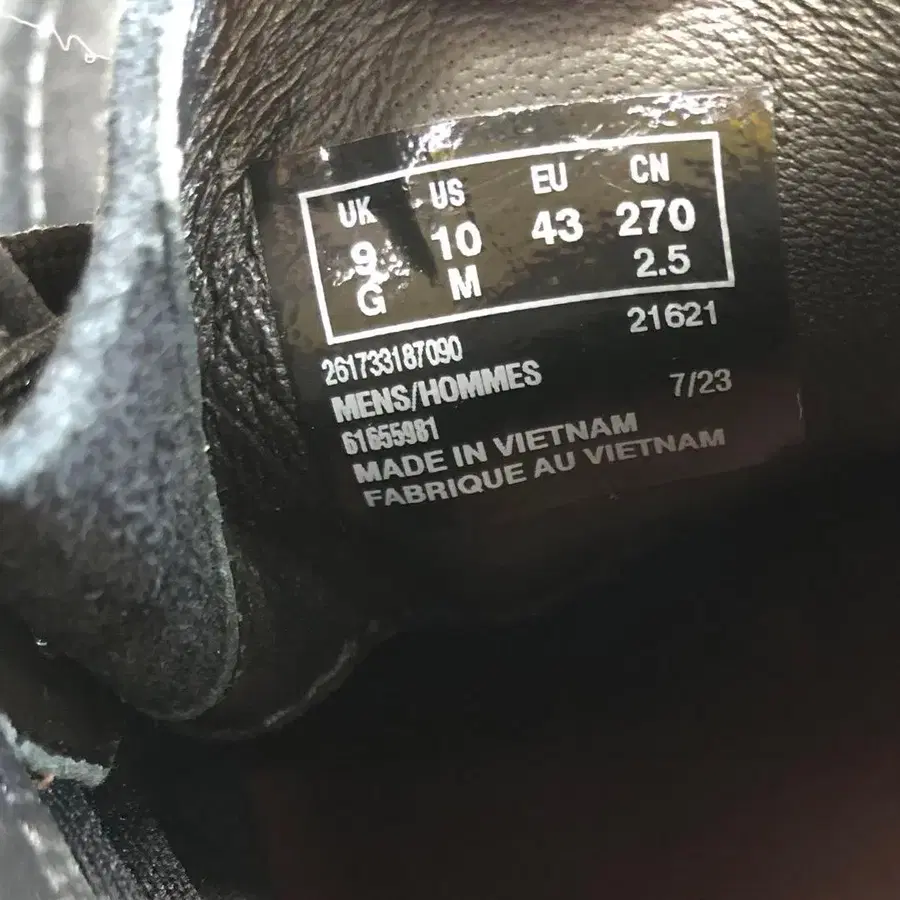 UK US EU CN
9 10 43 270
G M 2.5
21621
261733187090
MENS/HOMMES 7/23
61655981
MADE IN VIETNAM
FABRIQUE AU VIETNAM